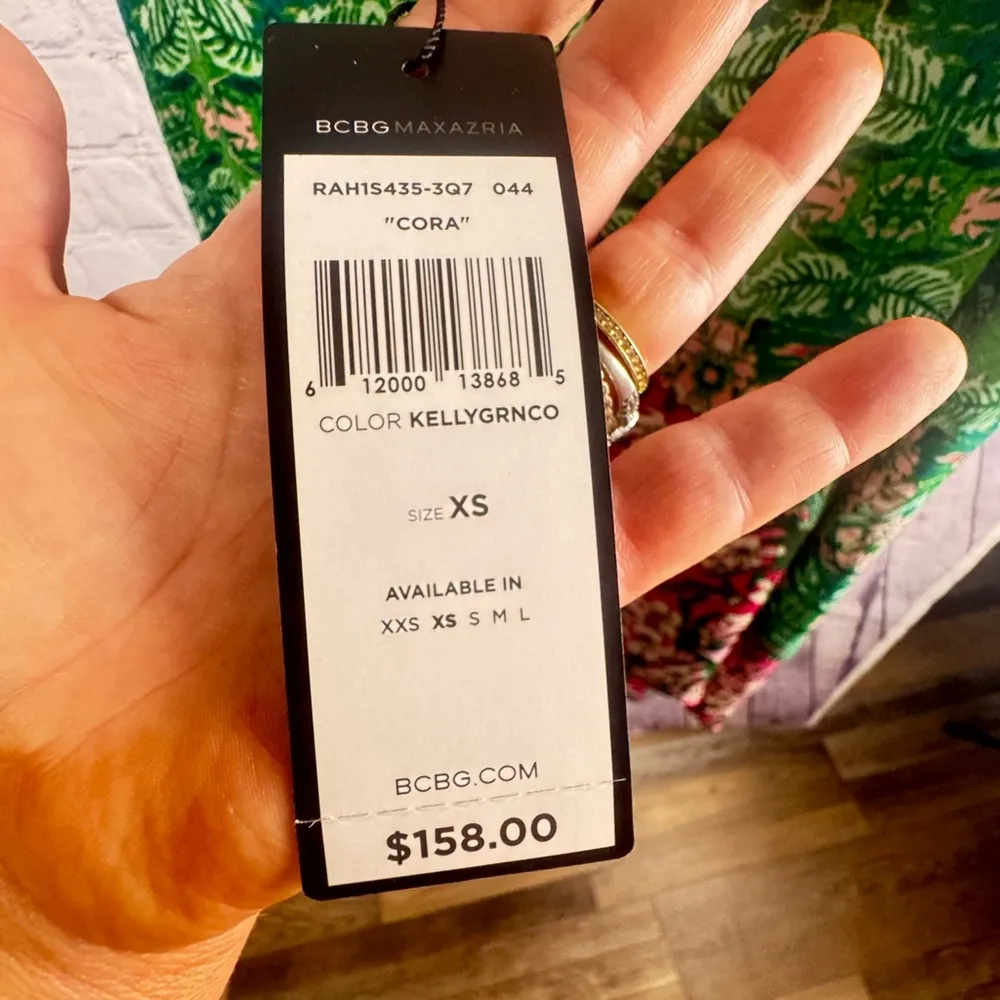 BCBGMAXAZRIA
RAH1S435-3Q7 044
"CORA"
6 12000 13868 5
COLOR KELLYGRNCO
SIZE XS
AVAILABLE IN
XXS XS S M L
BCBG.COM
$158.00